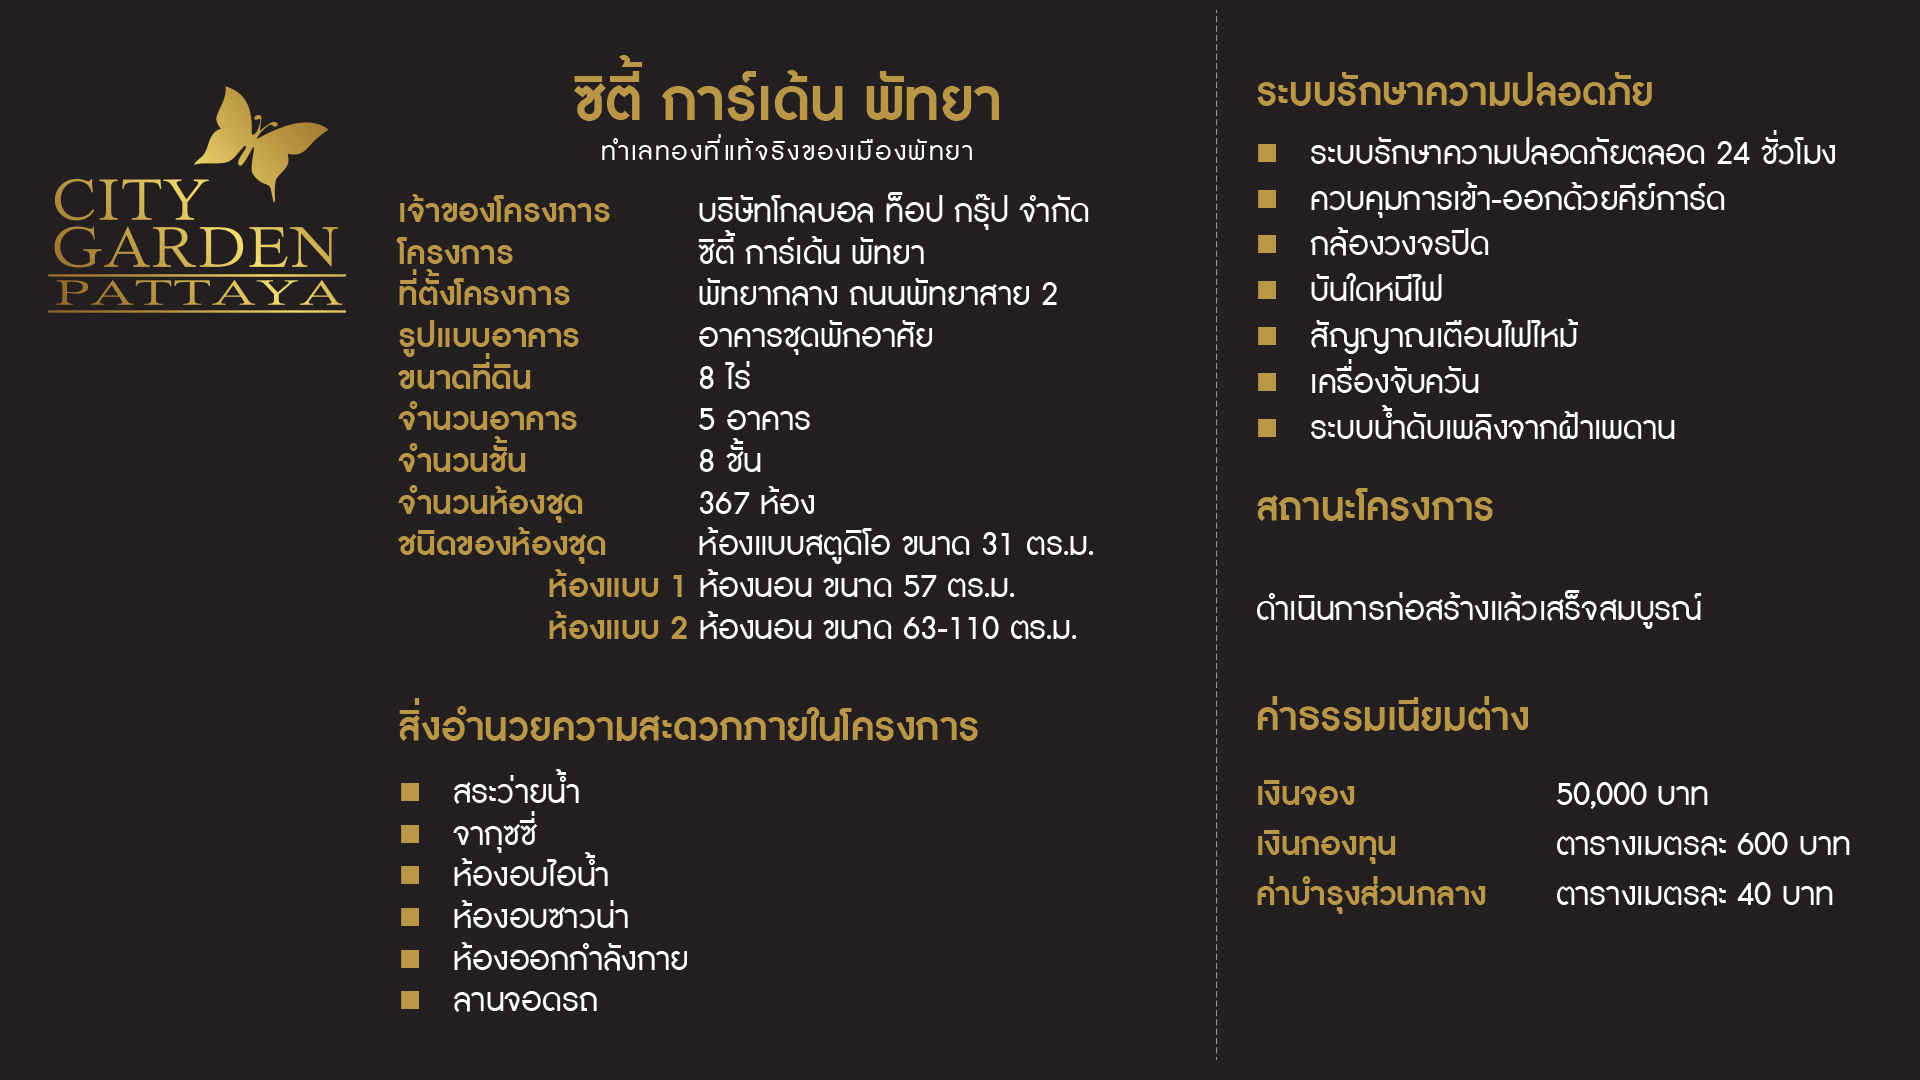 CITY
GARDEN
PATTAYA
ซิตี้ การ์เด้น พัทยา
ทำเลทองที่แท้จริงของเมืองพัทยา
เจ้าของโครงการ บริษัทโกลบอล ท็อป กรุ๊ป จำกัด
โครงการ ซิตี้ การ์เด้น พัทยา
ที่ตั้งโครงการ พัทยากลาง ถนนพัทยาสาย 2
รูปแบบอาคาร อาคารชุดพักอาศัย
ขนาดที่ดิน 8 ไร่
จำนวนอาคาร 5 อาคาร
จำนวนชั้น 8 ชั้น
จำนวนห้องชุด 367 ห้อง
ชนิดของห้องชุด ห้องแบบสตูดิโอ ขนาด 31 ตร.ม.
ห้องแบบ 1 ห้องนอน ขนาด 57 ตร.ม.
ห้องแบบ 2 ห้องนอน ขนาด 63-110 ตร.ม.
สิ่งอำนวยความสะดวกภายในโครงการ
สระว่ายน้ำ
จากุซซี่
ห้องอบไอน้ำ
ห้องอบซาวน่า
ห้องออกกำลังกาย
ลานจอดรถ
ระบบรักษาความปลอดภัย
ระบบรักษาความปลอดภัยตลอด 24 ชั่วโมง
ควบคุมการเข้า-ออกด้วยคีย์การ์ด
กล้องวงจรปิด
บันใดหนีไฟ
สัญญาณเตือนไฟไหม้
เครื่องจับควัน
ระบบน้ำดับเพลิงจากฝ้าเพดาน
สถานะโครงการ
ดำเนินการก่อสร้างแล้วเสร็จสมบูรณ์
ค่าธรรมเนียมต่าง
เงินจอง 50,000 บาท
เงินกองทุน ตารางเมตรละ 600 บาท
ค่าบำรุงส่วนกลาง ตารางเมตรละ 40 บาท